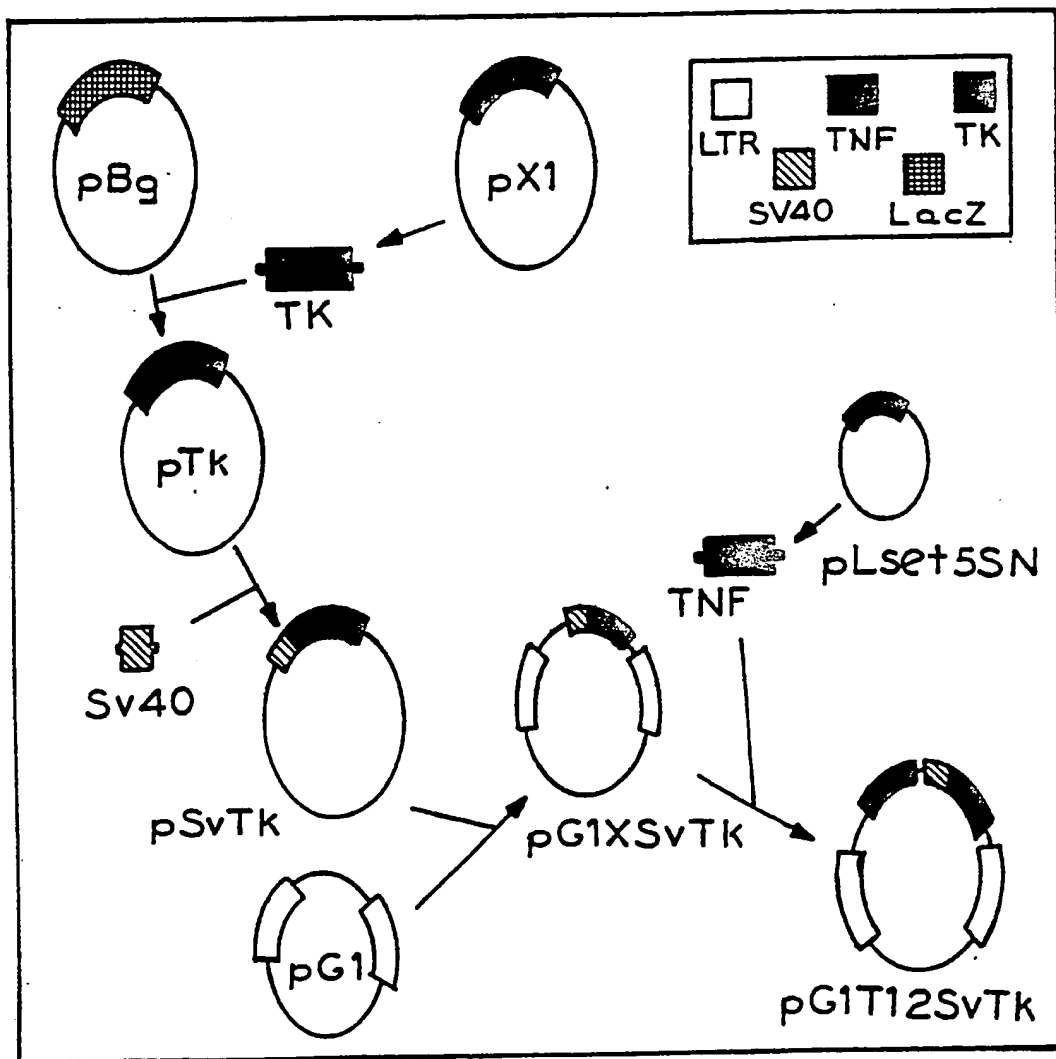 pBg
pX1
LTR
TNF
TK
SV40
LacZ
TK
pTk
pLset5SN
TNF
Sv40
pSvTk
pG1XSvTk
pG1
pG1T12SvTk